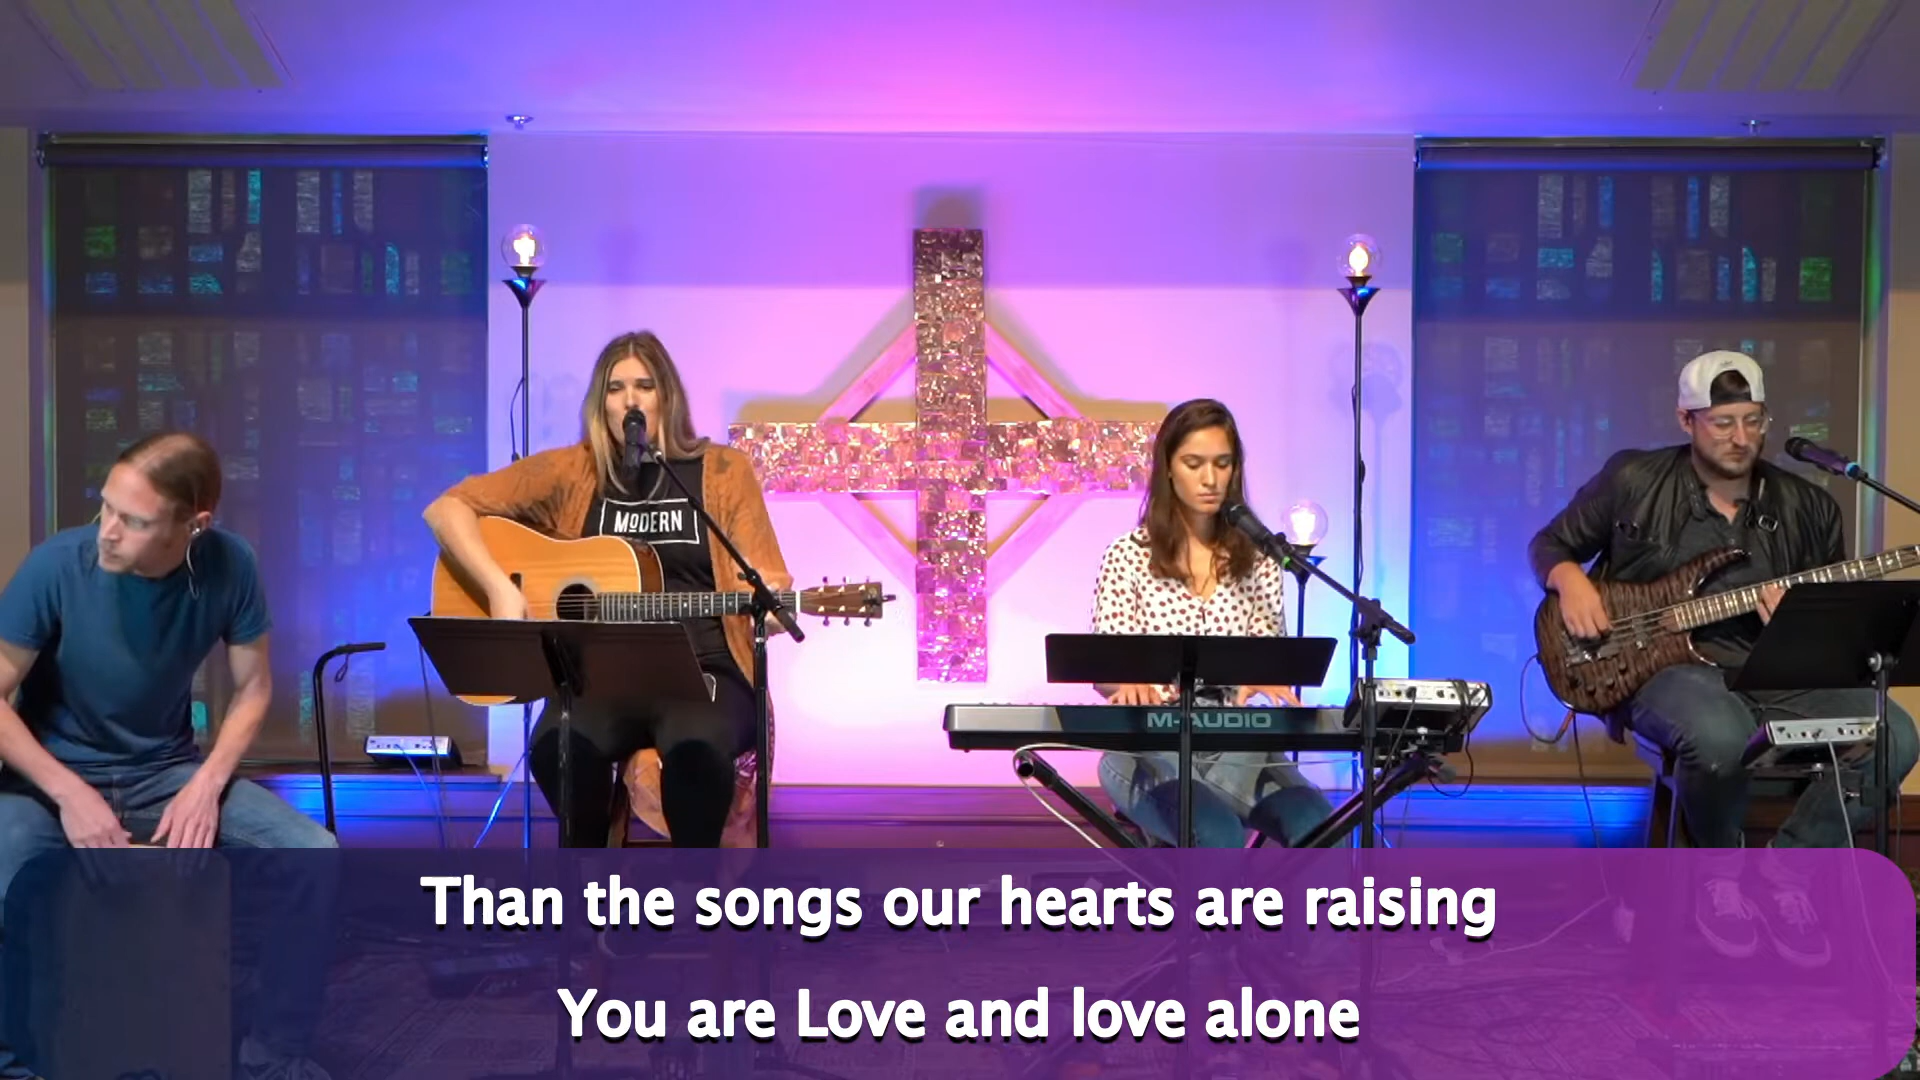 MODERN
M-AUDIO
Than the songs our hearts are raising
You are Love and love alone